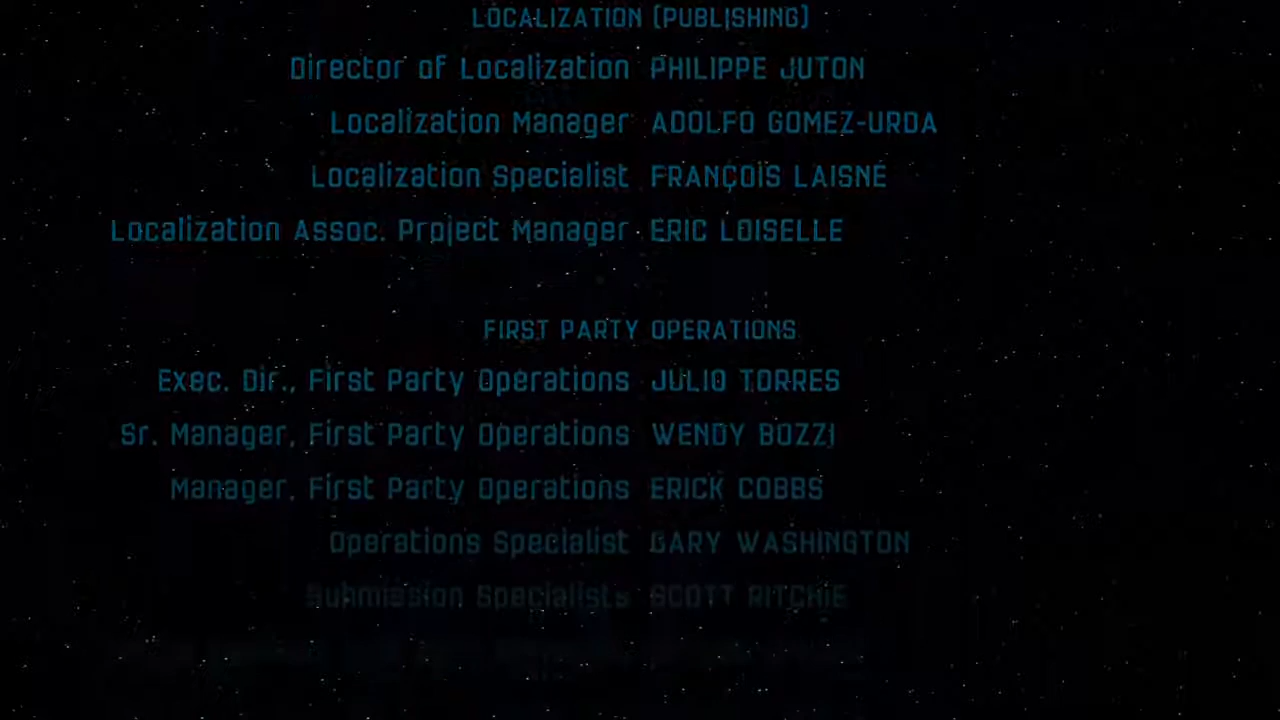 LOCALIZATION (PUBLISHING)
Director of Localization PHILIPPE JUTON
Localization Manager ADOLFO GOMEZ-URDA
Localization Specialist FRANÇOIS LAISNÉ
Localization Assoc. Project Manager ERIC LOISELLE
FIRST PARTY OPERATIONS
Exec. Dir., First Party Operations JULIO TORRES
Sr. Manager, First Party Operations WENDY BOZZI
Manager, First Party Operations ERICK COBBS
Operations Specialist GARY WASHINGTON
Submission Specialists SCOTT RITCHIE